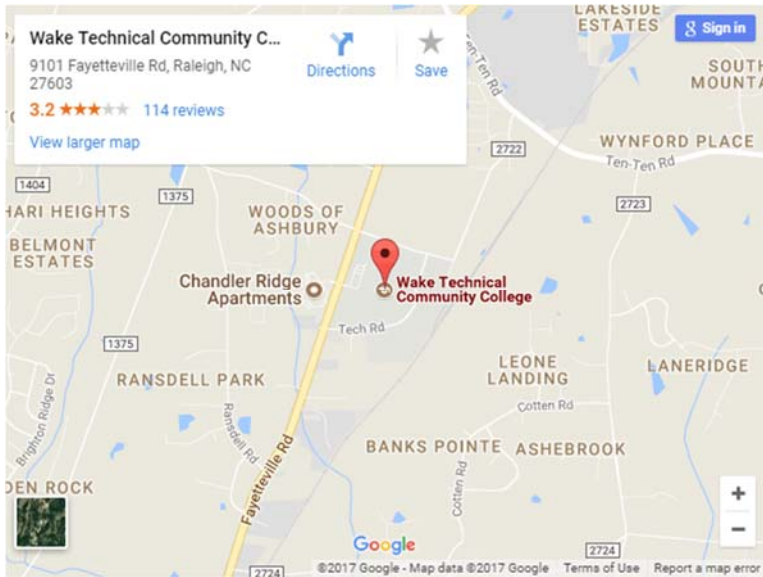 Wake Technical Community C...
9101 Fayetteville Rd, Raleigh, NC
27603
3.2 114 reviews
View larger map
Directions
Save
Sign in
LAKESIDE
ESTATES
Ten-Ten Rd
SOUTH
MOUNTA
2722
WYNFORD PLACE
Ten-Ten Rd
1404
1375
2723
HARI HEIGHTS
WOODS OF
ASHBURY
BELMONT
ESTATES
Chandler Ridge
Apartments
Wake Technical
Community College
Tech Rd
1375
RANSDELL PARK
LEONE
LANDING
LANERIDGE
Brighton Ridge Dr
Ransdell Rd
Cotten Rd
Fayetteville Rd
BANKS POINTE
ASHEBROOK
Cotten Rd
DEN ROCK
+
−
Google
2724
2724
©2017 Google - Map data ©2017 Google Terms of Use Report a map error